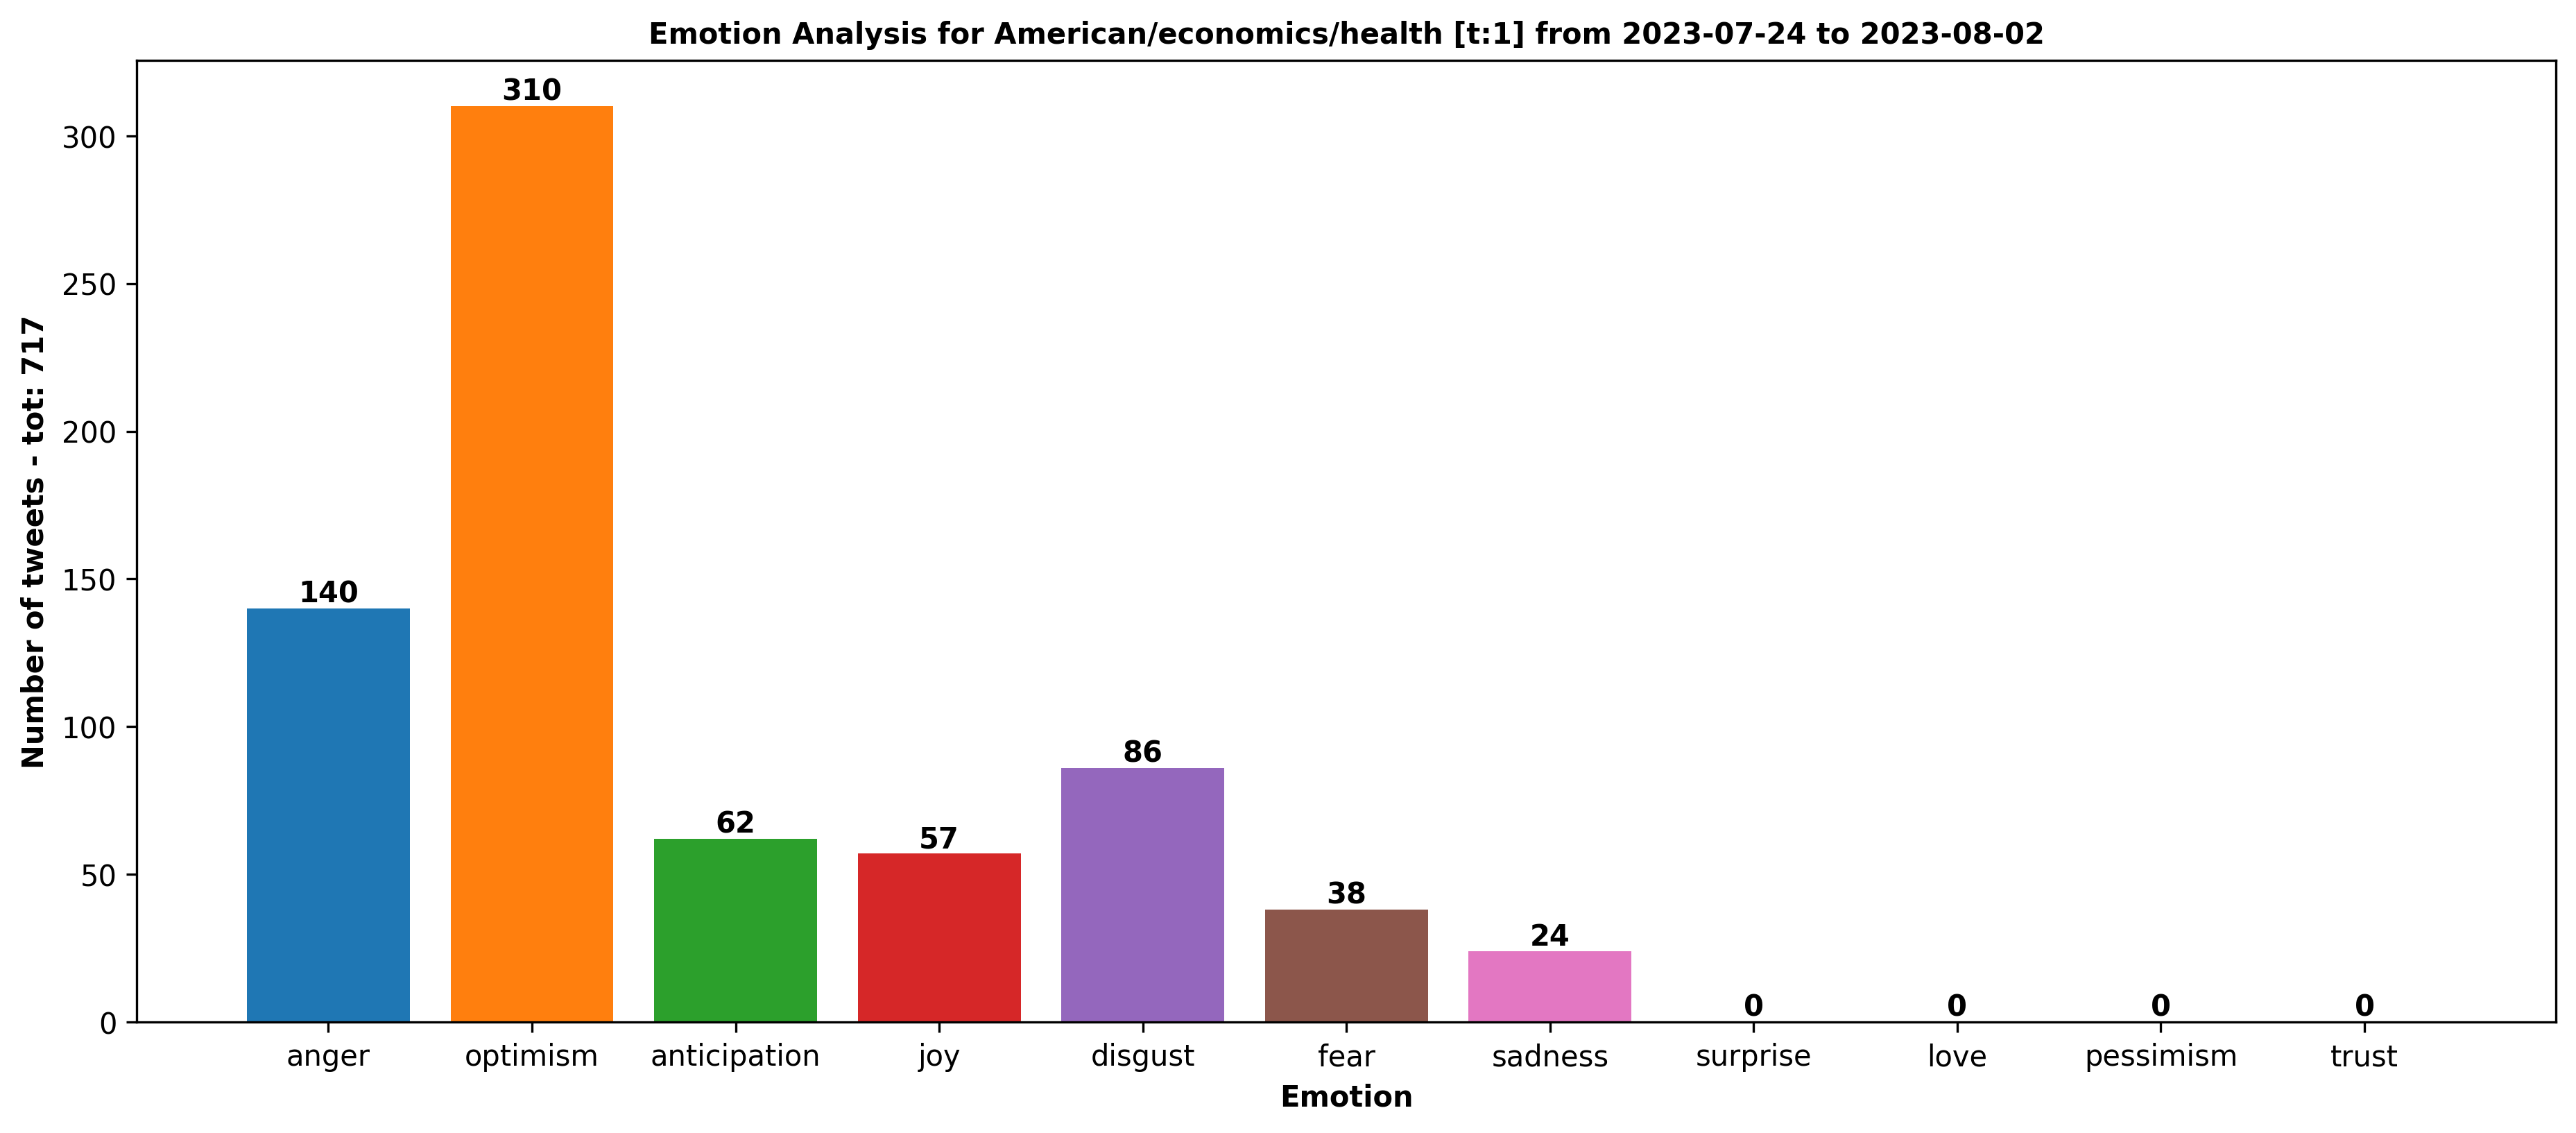 Emotion Analysis for American/economics/health [t:1] from 2023-07-24 to 2023-08-02
Number of tweets - tot: 717
300
250
200
150
100
50
0
140
310
62
57
86
38
24
0
0
0
0
anger
optimism
anticipation
joy
disgust
fear
sadness
surprise
love
pessimism
trust
Emotion